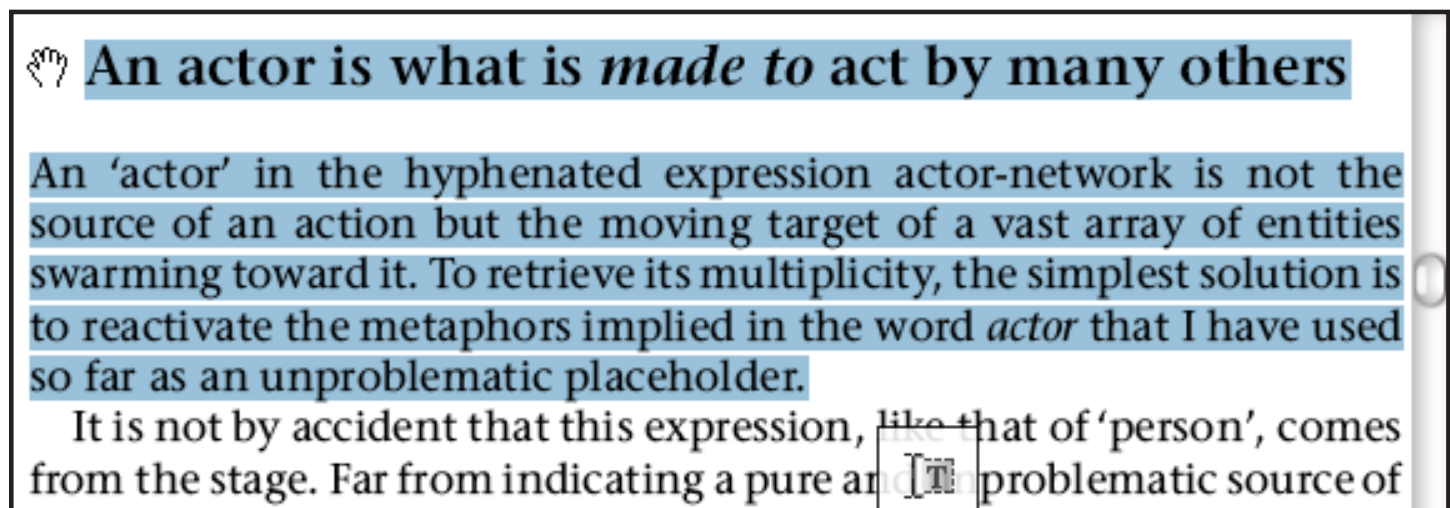 An actor is what is made to act by many others
An 'actor' in the hyphenated expression actor-network is not the
source of an action but the moving target of a vast array of entities
swarming toward it. To retrieve its multiplicity, the simplest solution is
to reactivate the metaphors implied in the word actor that I have used
so far as an unproblematic placeholder.
It is not by accident that this expression, like that of 'person', comes
from the stage. Far from indicating a pure problematic source of